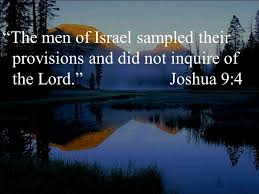 “The men of Israel sampled their
provisions and did not inquire of
the Lord.” Joshua 9:4